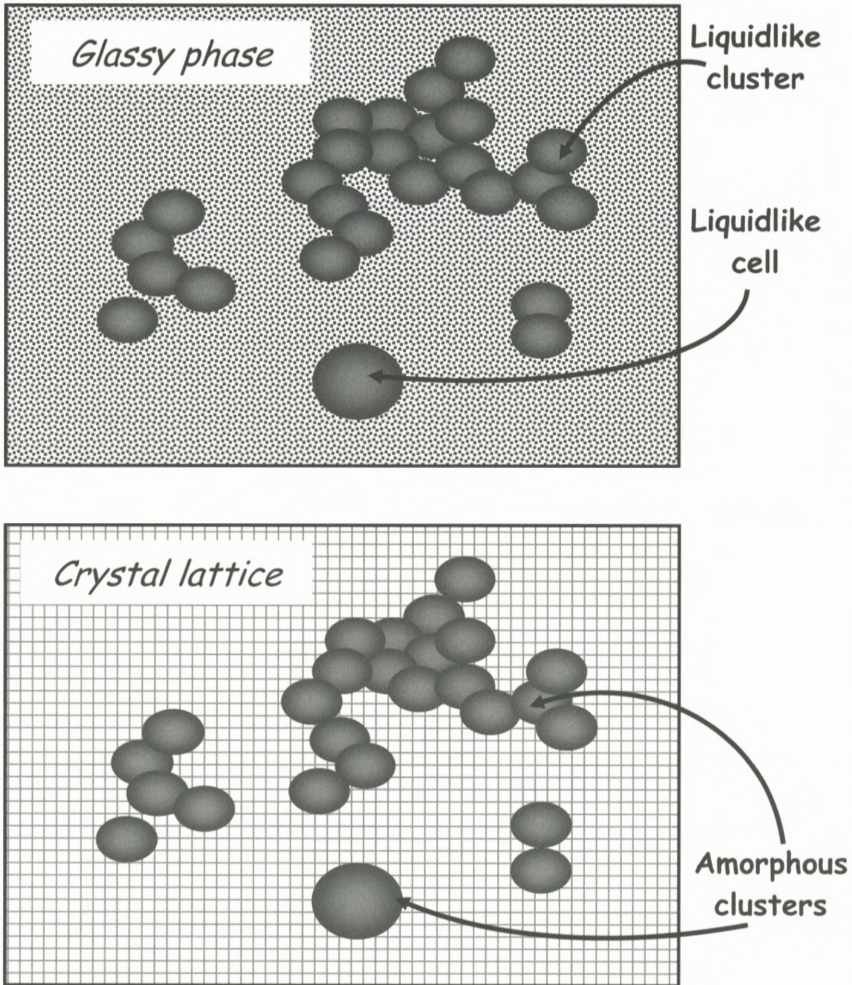 Glassy phase
Liquidlike
cluster
Liquidlike
cell
Crystal lattice
Amorphous
clusters